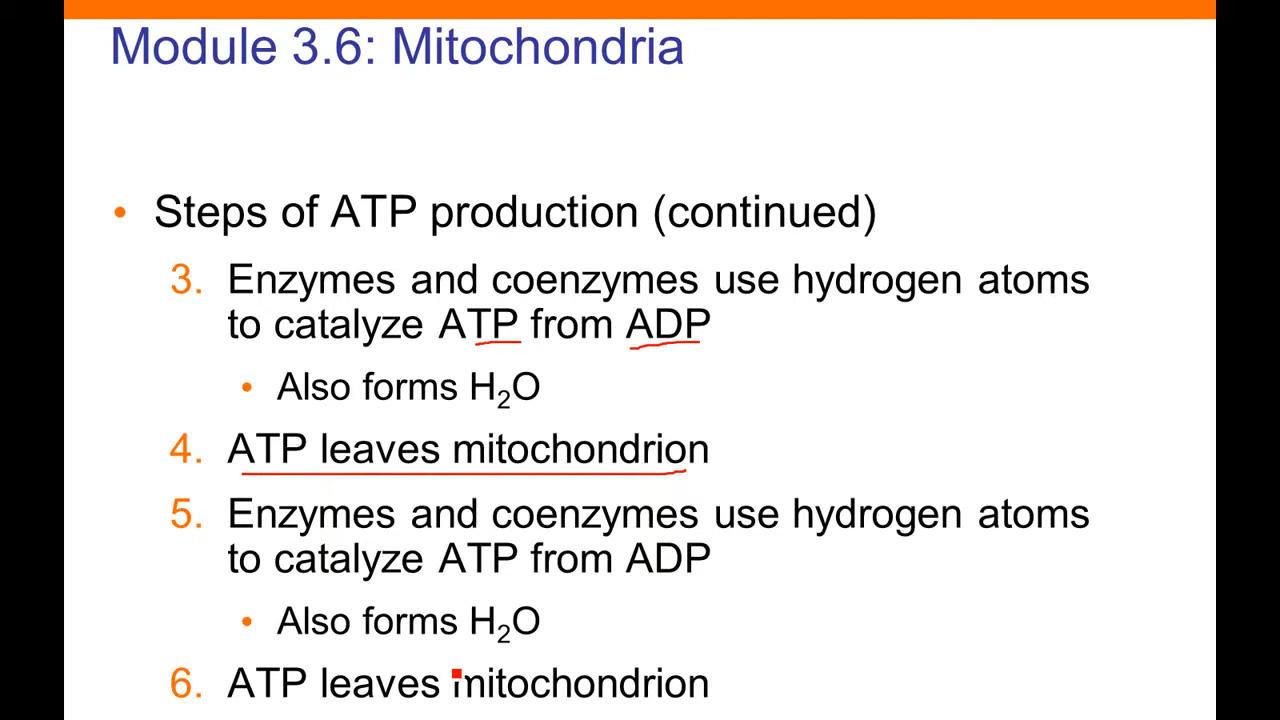 Module 3.6: Mitochondria
• Steps of ATP production (continued)
3. Enzymes and coenzymes use hydrogen atoms
to catalyze ATP from ADP
• Also forms H₂O
4. ATP leaves mitochondrion
5. Enzymes and coenzymes use hydrogen atoms
to catalyze ATP from ADP
• Also forms H₂O
6. ATP leaves mitochondrion